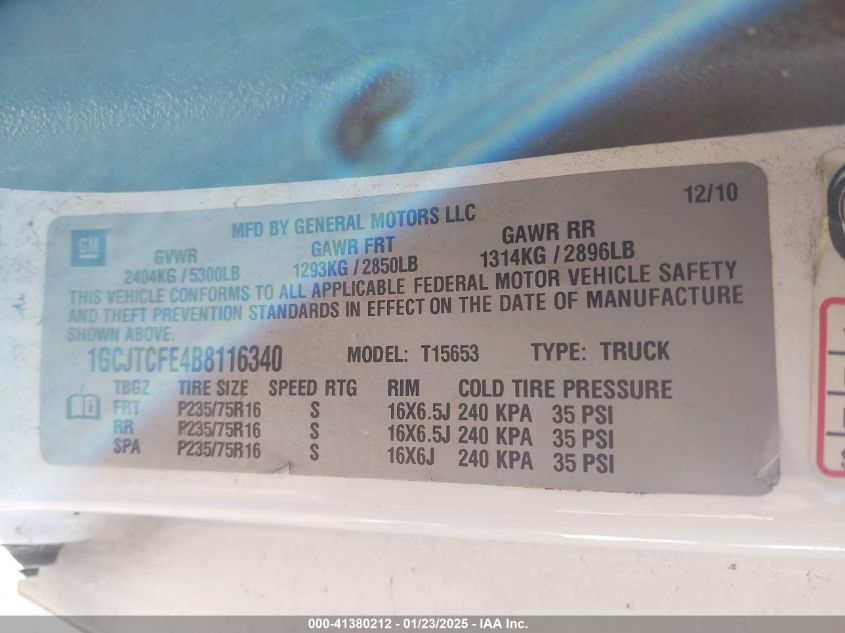 12/10
MFD BY GENERAL MOTORS LLC
GM
GVWR GAWR FRT GAWR RR
2404KG / 5300LB 1293KG / 2850LB 1314KG / 2896LB
THIS VEHICLE CONFORMS TO ALL APPLICABLE FEDERAL MOTOR VEHICLE SAFETY
AND THEFT PREVENTION STANDARDS IN EFFECT ON THE DATE OF MANUFACTURE
SHOWN ABOVE.
1GCJTCFE4B8116340 MODEL: T15653 TYPE: TRUCK
TBGZ TIRE SIZE SPEED RTG RIM COLD TIRE PRESSURE
FRT P235/75R16 S 16X6.5J 240 KPA 35 PSI
RR P235/75R16 S 16X6.5J 240 KPA 35 PSI
SPA P235/75R16 S 16X6J 240 KPA 35 PSI
000-41380212 - 01/23/2025 - IAA Inc.